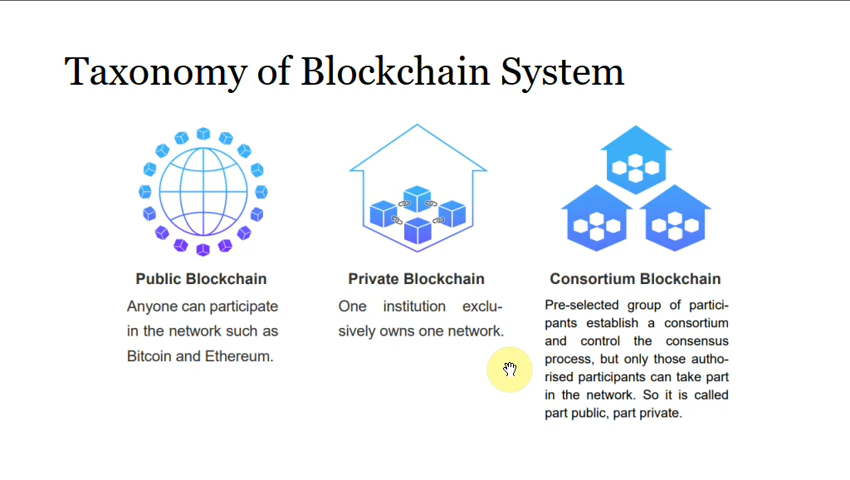 Taxonomy of Blockchain System
Public Blockchain
Anyone can participate
in the network such as
Bitcoin and Ethereum.
Private Blockchain
One institution exclu-
sively owns one network.
Consortium Blockchain
Pre-selected group of partici-
pants establish a consortium
and control the consensus
process, but only those autho-
rised participants can take part
in the network. So it is called
part public, part private.